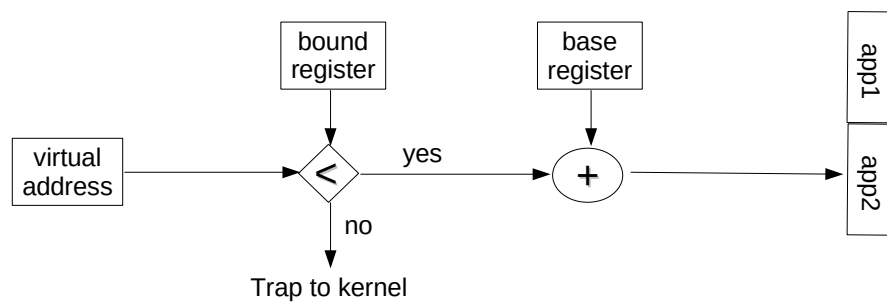 bound
register
base
register
app1
virtual
address
<
yes
+
app2
no
Trap to kernel